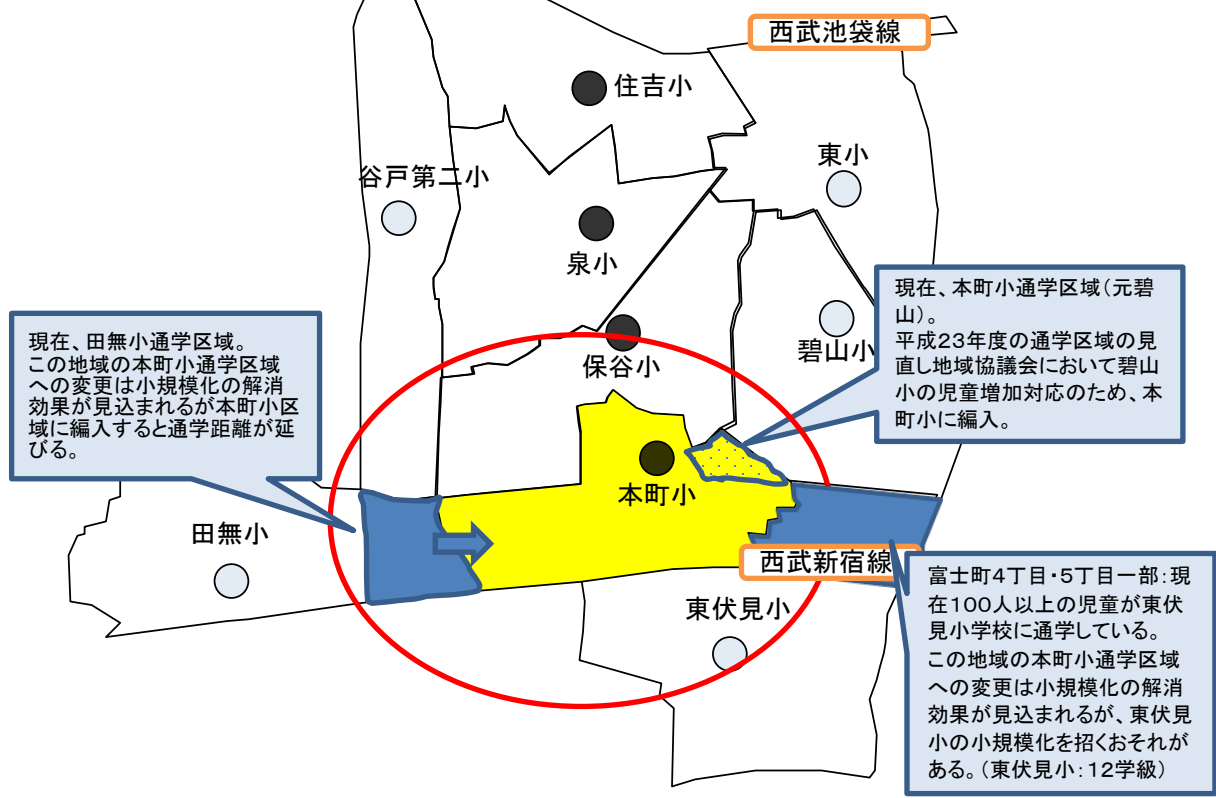 西武池袋線
住吉小
東小
谷戸第二小
泉小
現在、本町小通学区域(元碧
山)。
平成23年度の通学区域の見
直し地域協議会において碧山
小の児童増加対応のため、本
町小に編入。
碧山小
保谷小
現在、田無小通学区域。
この地域の本町小通学区域
への変更は小規模化の解消
効果が見込まれるが本町小区
域に編入すると通学距離が延
びる。
本町小
田無小
西武新宿線
東伏見小
富士町4丁目・5丁目一部:現
在100人以上の児童が東伏
見小学校に通学している。
この地域の本町小通学区域
への変更は小規模化の解消
効果が見込まれるが、東伏見
小の小規模化を招くおそれが
ある。(東伏見小:12学級)